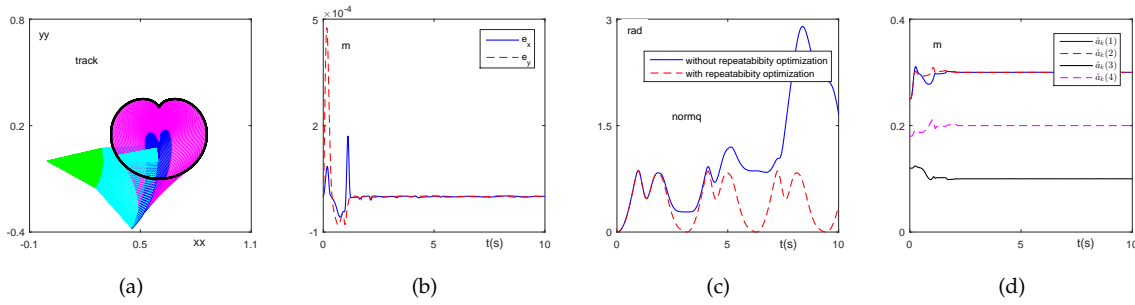 0.8
yy
track
0.2
-0.4
-0.1
0.5
xx
1.1
(a)
5
×10⁻⁴
m
e_x
e_y
2
-1
0
5
t(s)
10
(b)
3
rad
without repeatability optimization
with repeatabibity optimization
1.5
normq
0
0
5
t(s)
10
(c)
0.4
m
â_k(1)
â_k(2)
â_k(3)
â_k(4)
0.2
0
0
5
t(s)
10
(d)